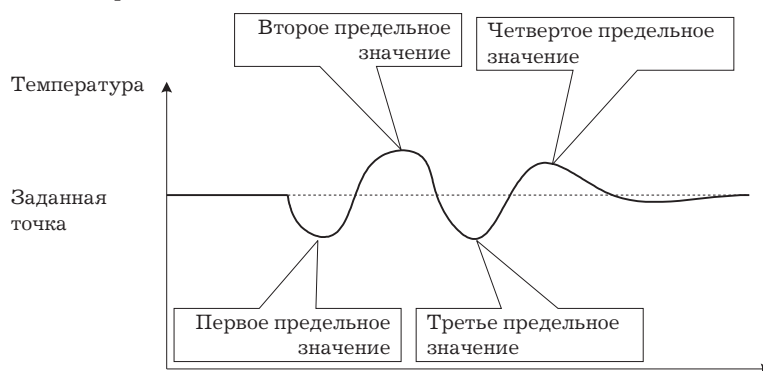 Второе предельное
значение
Четвертое предельное
значение
Температура
Заданная
точка
Первое предельное
значение
Третье предельное
значение